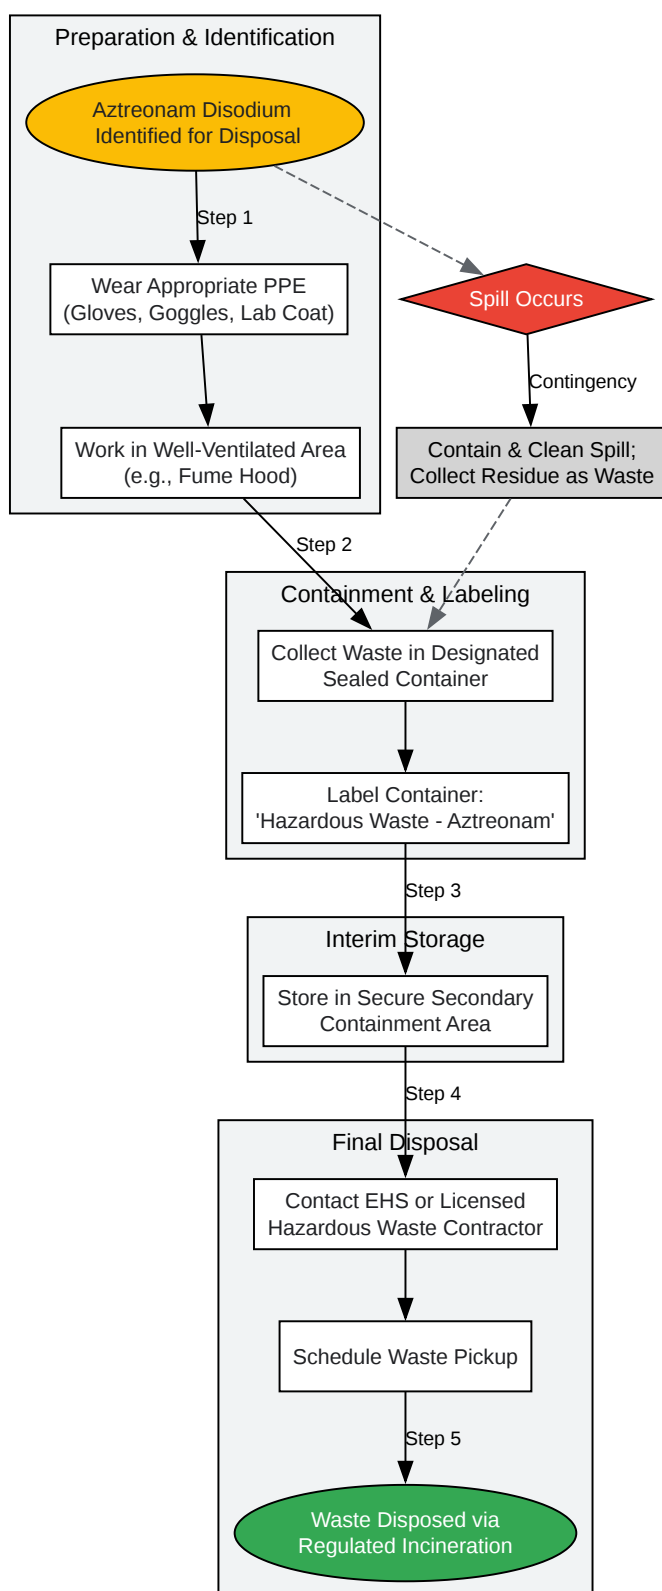 Preparation & Identification
Aztreonam Disodium
Identified for Disposal
Step 1
Wear Appropriate PPE
(Gloves, Goggles, Lab Coat)
Spill Occurs
Contingency
Work in Well-Ventilated Area
(e.g., Fume Hood)
Contain & Clean Spill;
Collect Residue as Waste
Step 2
Containment & Labeling
Collect Waste in Designated
Sealed Container
Label Container:
'Hazardous Waste - Aztreonam'
Step 3
Interim Storage
Store in Secure Secondary
Containment Area
Step 4
Final Disposal
Contact EHS or Licensed
Hazardous Waste Contractor
Schedule Waste Pickup
Step 5
Waste Disposed via
Regulated Incineration